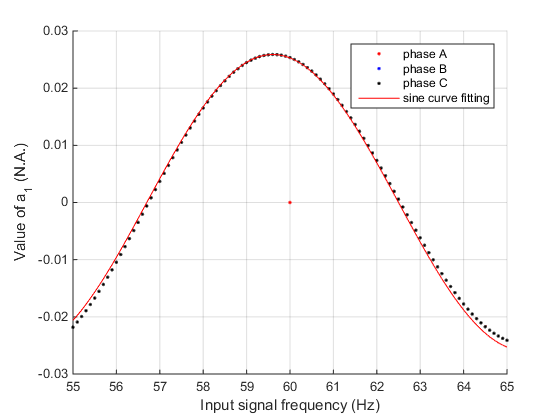 0.03
0.02
0.01
0
-0.01
-0.02
-0.03
Value of a1 (N.A.)
phase A
phase B
phase C
sine curve fitting
55 56 57 58 59 60 61 62 63 64 65
Input signal frequency (Hz)